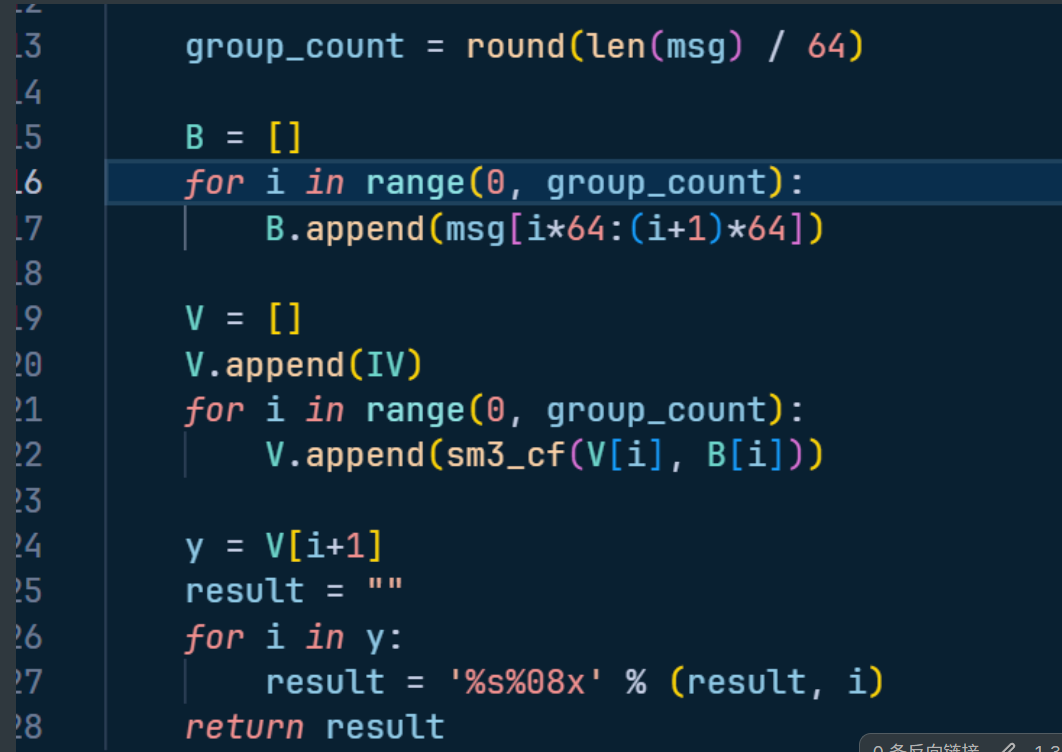 13 group_count = round(len(msg) / 64)
14
15 B = []
16 for i in range(0, group_count):
17 B.append(msg[i*64:(i+1)*64])
18
19 V = []
20 V.append(IV)
21 for i in range(0, group_count):
22 V.append(sm3_cf(V[i], B[i]))
23
24 y = V[i+1]
25 result = ""
26 for i in y:
27 result = '%s%08x' % (result, i)
28 return result
0 条反向链接